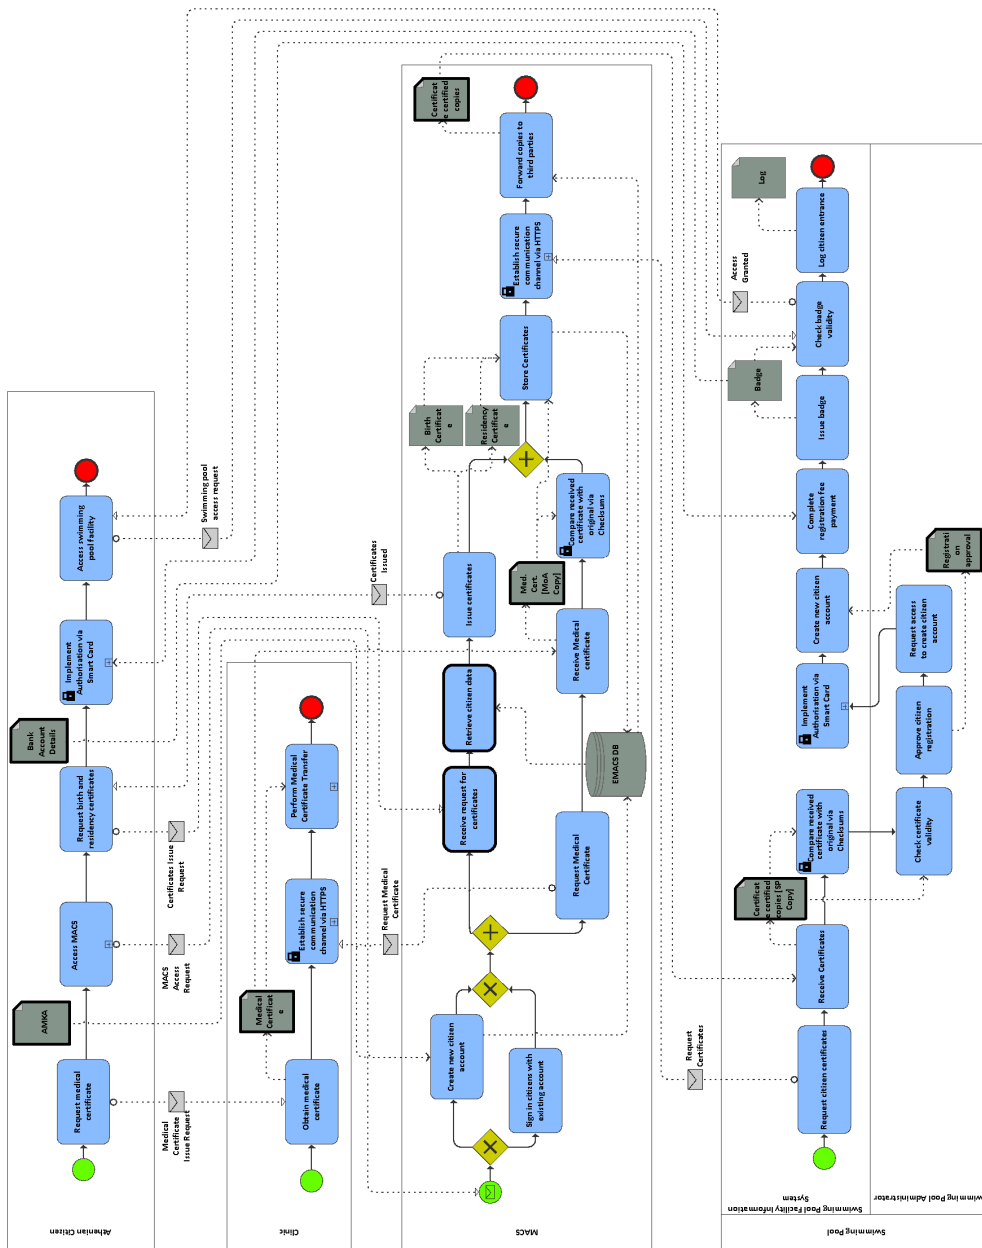 Athenian Citizen
Request medical
certificate
Medical
Certificate
Issue Request
AMKA
Access MACS
MACS
Access
Request
Request birth and
residency certificates
Certificates Issue
Request
Bank
Account
Details
Implement
Authorisation via
Smart Card
Access swimming
pool facility
Swimming pool
access request
Clinic
Obtain medical
certificate
Medical
Certificat
e
Establish secure
communication
channel via HTTPS
Perform Medical
Certificate Transfer
Request Medical
Certificate
Certificates
Issued
MACS
Create new citizen
account
Sign in citizens with
existing account
Receive request for
certificates
Retrieve citizen data
Issue certificates
Request Medical
Certificate
EMACS DB
Receive Medical
certificate
Med.
Cert.
[MoA
Copy]
Compare received
certificate with
original via
Checksums
Birth
Certificat
e
Residency
Certificat
e
Store Certificates
Establish secure
communication
channel via HTTPS
Forward copies to
third parties
Certificat
e certified
copies
Request
Certificates
Swimming Pool
Swimming Pool Facility Information
System
Request citizen certificates
Receive Certificates
Certificat
e certified
copies [SP
Copy]
Compare received
certificate with
original via
Checksums
Implement
Authorisation via
Smart Card
Create new citizen
account
Complete
registration fee
payment
Issue badge
Badge
Check badge
validity
Access
Granted
Log citizen entrance
Log
wimming Pool Administrator
Check certificate
validity
Approve citizen
registration
Request access
to create citizen
account
Registrati
on
approval